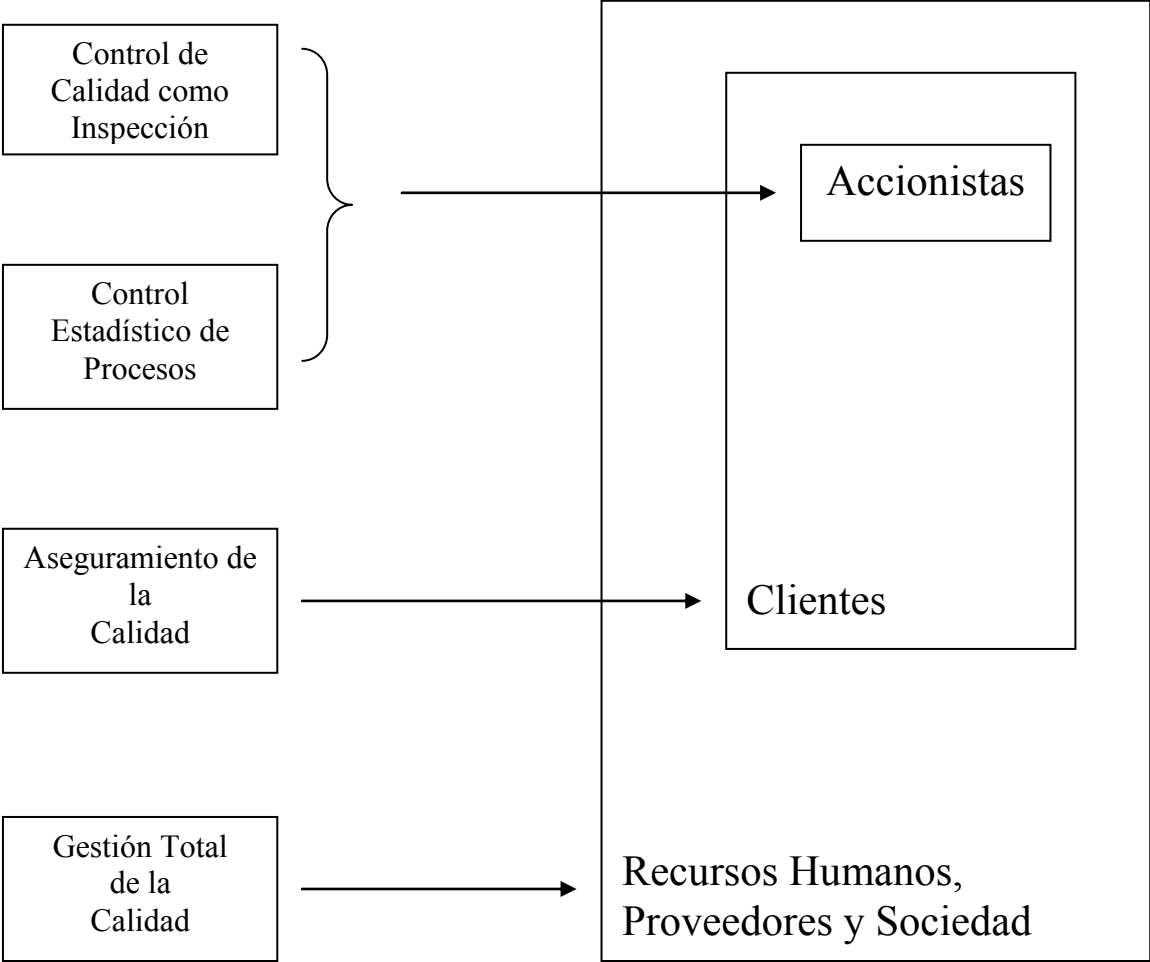 Control de
Calidad como
Inspección
Accionistas
Control
Estadístico de
Procesos
Aseguramiento de
la
Calidad
Clientes
Gestión Total
de la
Calidad
Recursos Humanos,
Proveedores y Sociedad